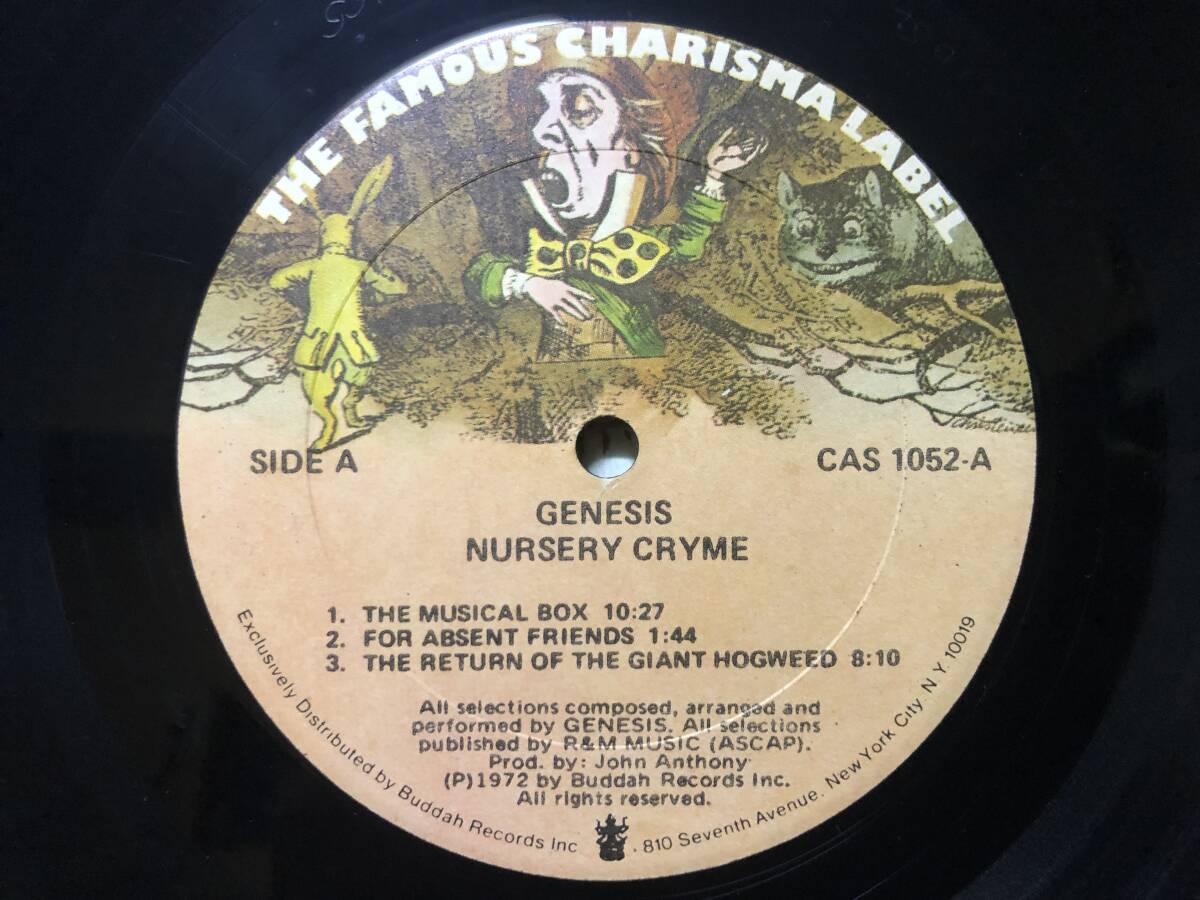 THE FAMOUS CHARISMA LABEL
SIDE A
CAS 1052-A
GENESIS
NURSERY CRYME
1. THE MUSICAL BOX 10:27
2. FOR ABSENT FRIENDS 1:44
3. THE RETURN OF THE GIANT HOGWEED 8:10
All selections composed, arranged and
performed by GENESIS. All selections
published by R&M MUSIC (ASCAP).
Prod. by: John Anthony
(P)1972 by Buddah Records Inc.
All rights reserved.
Exclusively Distributed by Buddah Records Inc . 810 Seventh Avenue. New York City. N.Y. 10019